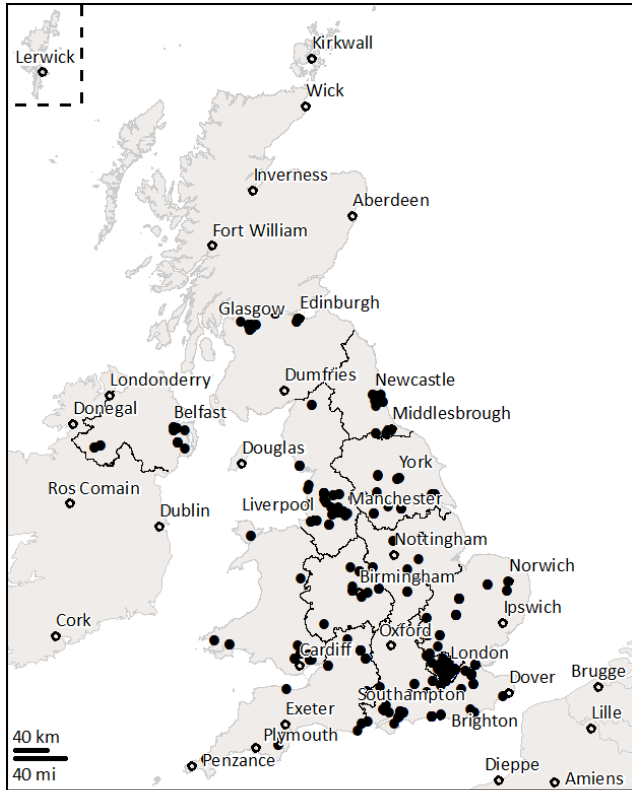 Kirkwall
Lerwick
Wick
Inverness
Aberdeen
Fort William
Glasgow
Edinburgh
Dumfries
Newcastle
Londonderry
Donegal
Belfast
Middlesbrough
Douglas
York
Ros Comain
Liverpool
Manchester
Dublin
Nottingham
Birmingham
Norwich
Ipswich
Cork
Oxford
Cardiff
London
Dover
Brugge
Southampton
Exeter
Brighton
Lille
Plymouth
40 km
40 mi
Penzance
Dieppe
Amiens